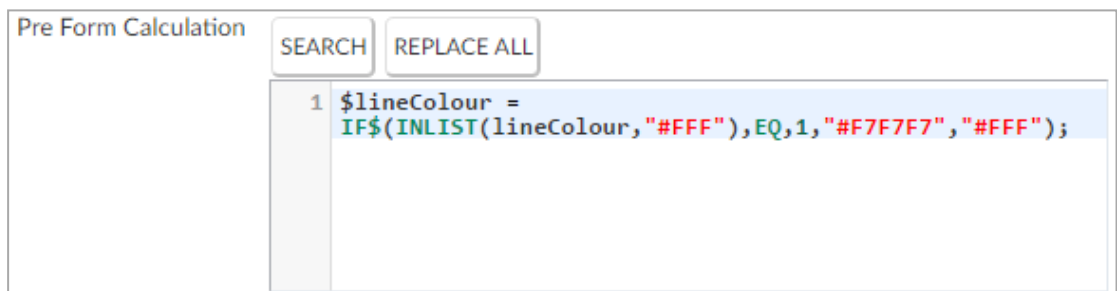 Pre Form Calculation
SEARCH
REPLACE ALL
1 $lineColour =
IF$(INLIST(lineColour,"#FFF"),EQ,1,"#F7F7F7","#FFF");